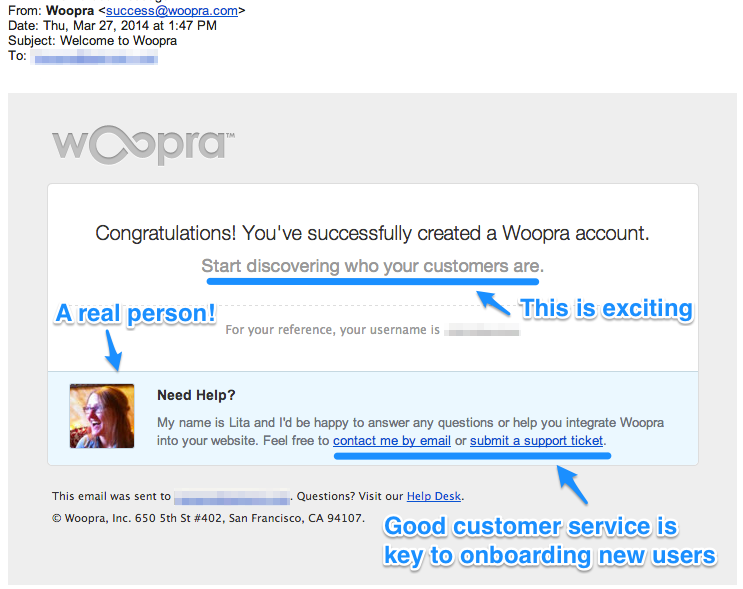 From: Woopra <success@woopra.com>
Date: Thu, Mar 27, 2014 at 1:47 PM
Subject: Welcome to Woopra
To:
woopra™
Congratulations! You've successfully created a Woopra account.
Start discovering who your customers are.
This is exciting
A real person!
For your reference, your username is
Need Help?
My name is Lita and I'd be happy to answer any questions or help you integrate Woopra
into your website. Feel free to contact me by email or submit a support ticket.
This email was sent to . Questions? Visit our Help Desk.
© Woopra, Inc. 650 5th St #402, San Francisco, CA 94107.
Good customer service is
key to onboarding new users